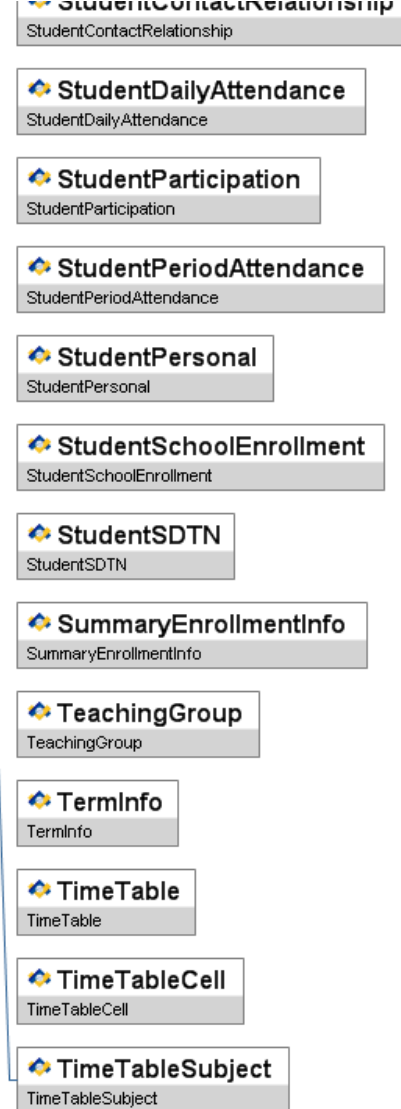 StudentContactRelationship
StudentContactRelationship
StudentDailyAttendance
StudentDailyAttendance
StudentParticipation
StudentParticipation
StudentPeriodAttendance
StudentPeriodAttendance
StudentPersonal
StudentPersonal
StudentSchoolEnrollment
StudentSchoolEnrollment
StudentSDTN
StudentSDTN
SummaryEnrollmentInfo
SummaryEnrollmentInfo
TeachingGroup
TeachingGroup
TermInfo
TermInfo
TimeTable
TimeTable
TimeTableCell
TimeTableCell
TimeTableSubject
TimeTableSubject